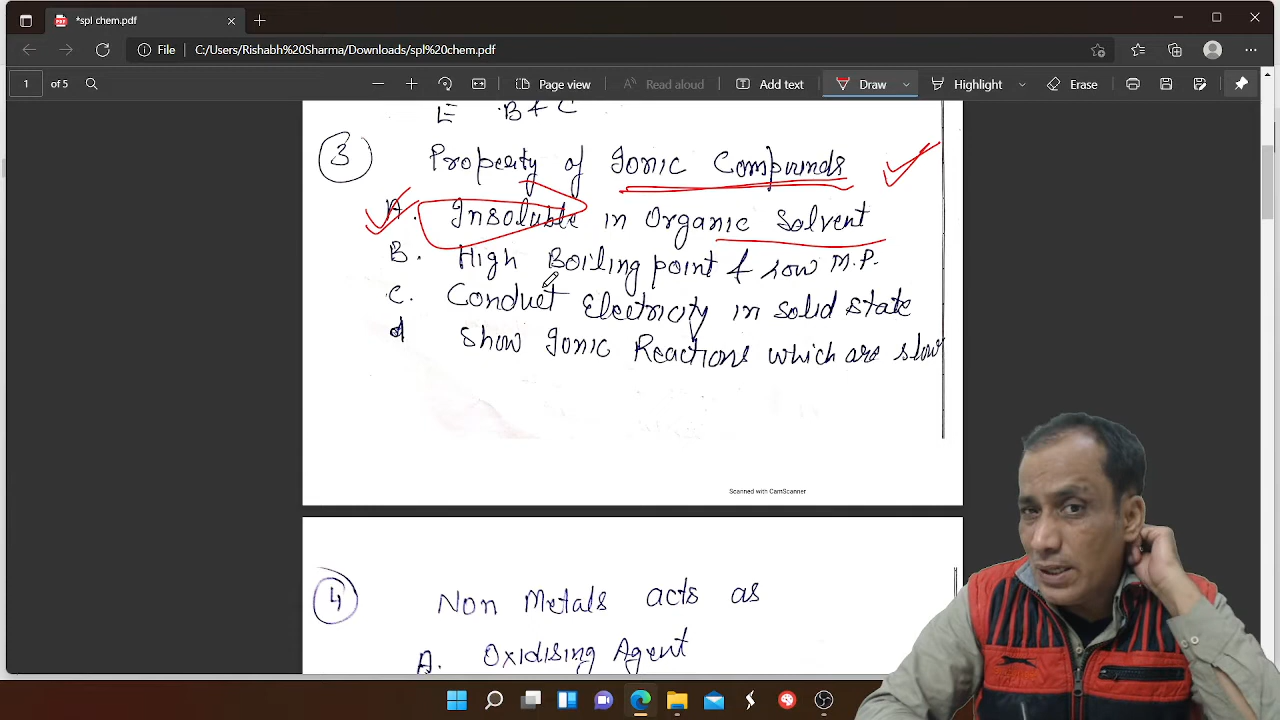 *spl chem.pdf
File
C:/Users/Rishabh%20Sharma/Downloads/spl%20chem.pdf
1 of 5
Page view
Read aloud
Add text
Draw
Highlight
Erase
E B & C
3 Property of Ionic Compounds
A. Insoluble in Organic Solvent
B. High Boiling point & low M.P.
C. Conduct Electricity in solid state
d Show Ionic Reactions which are slow
Scanned with CamScanner
4 Non Metals acts as
A. Oxidising Agent